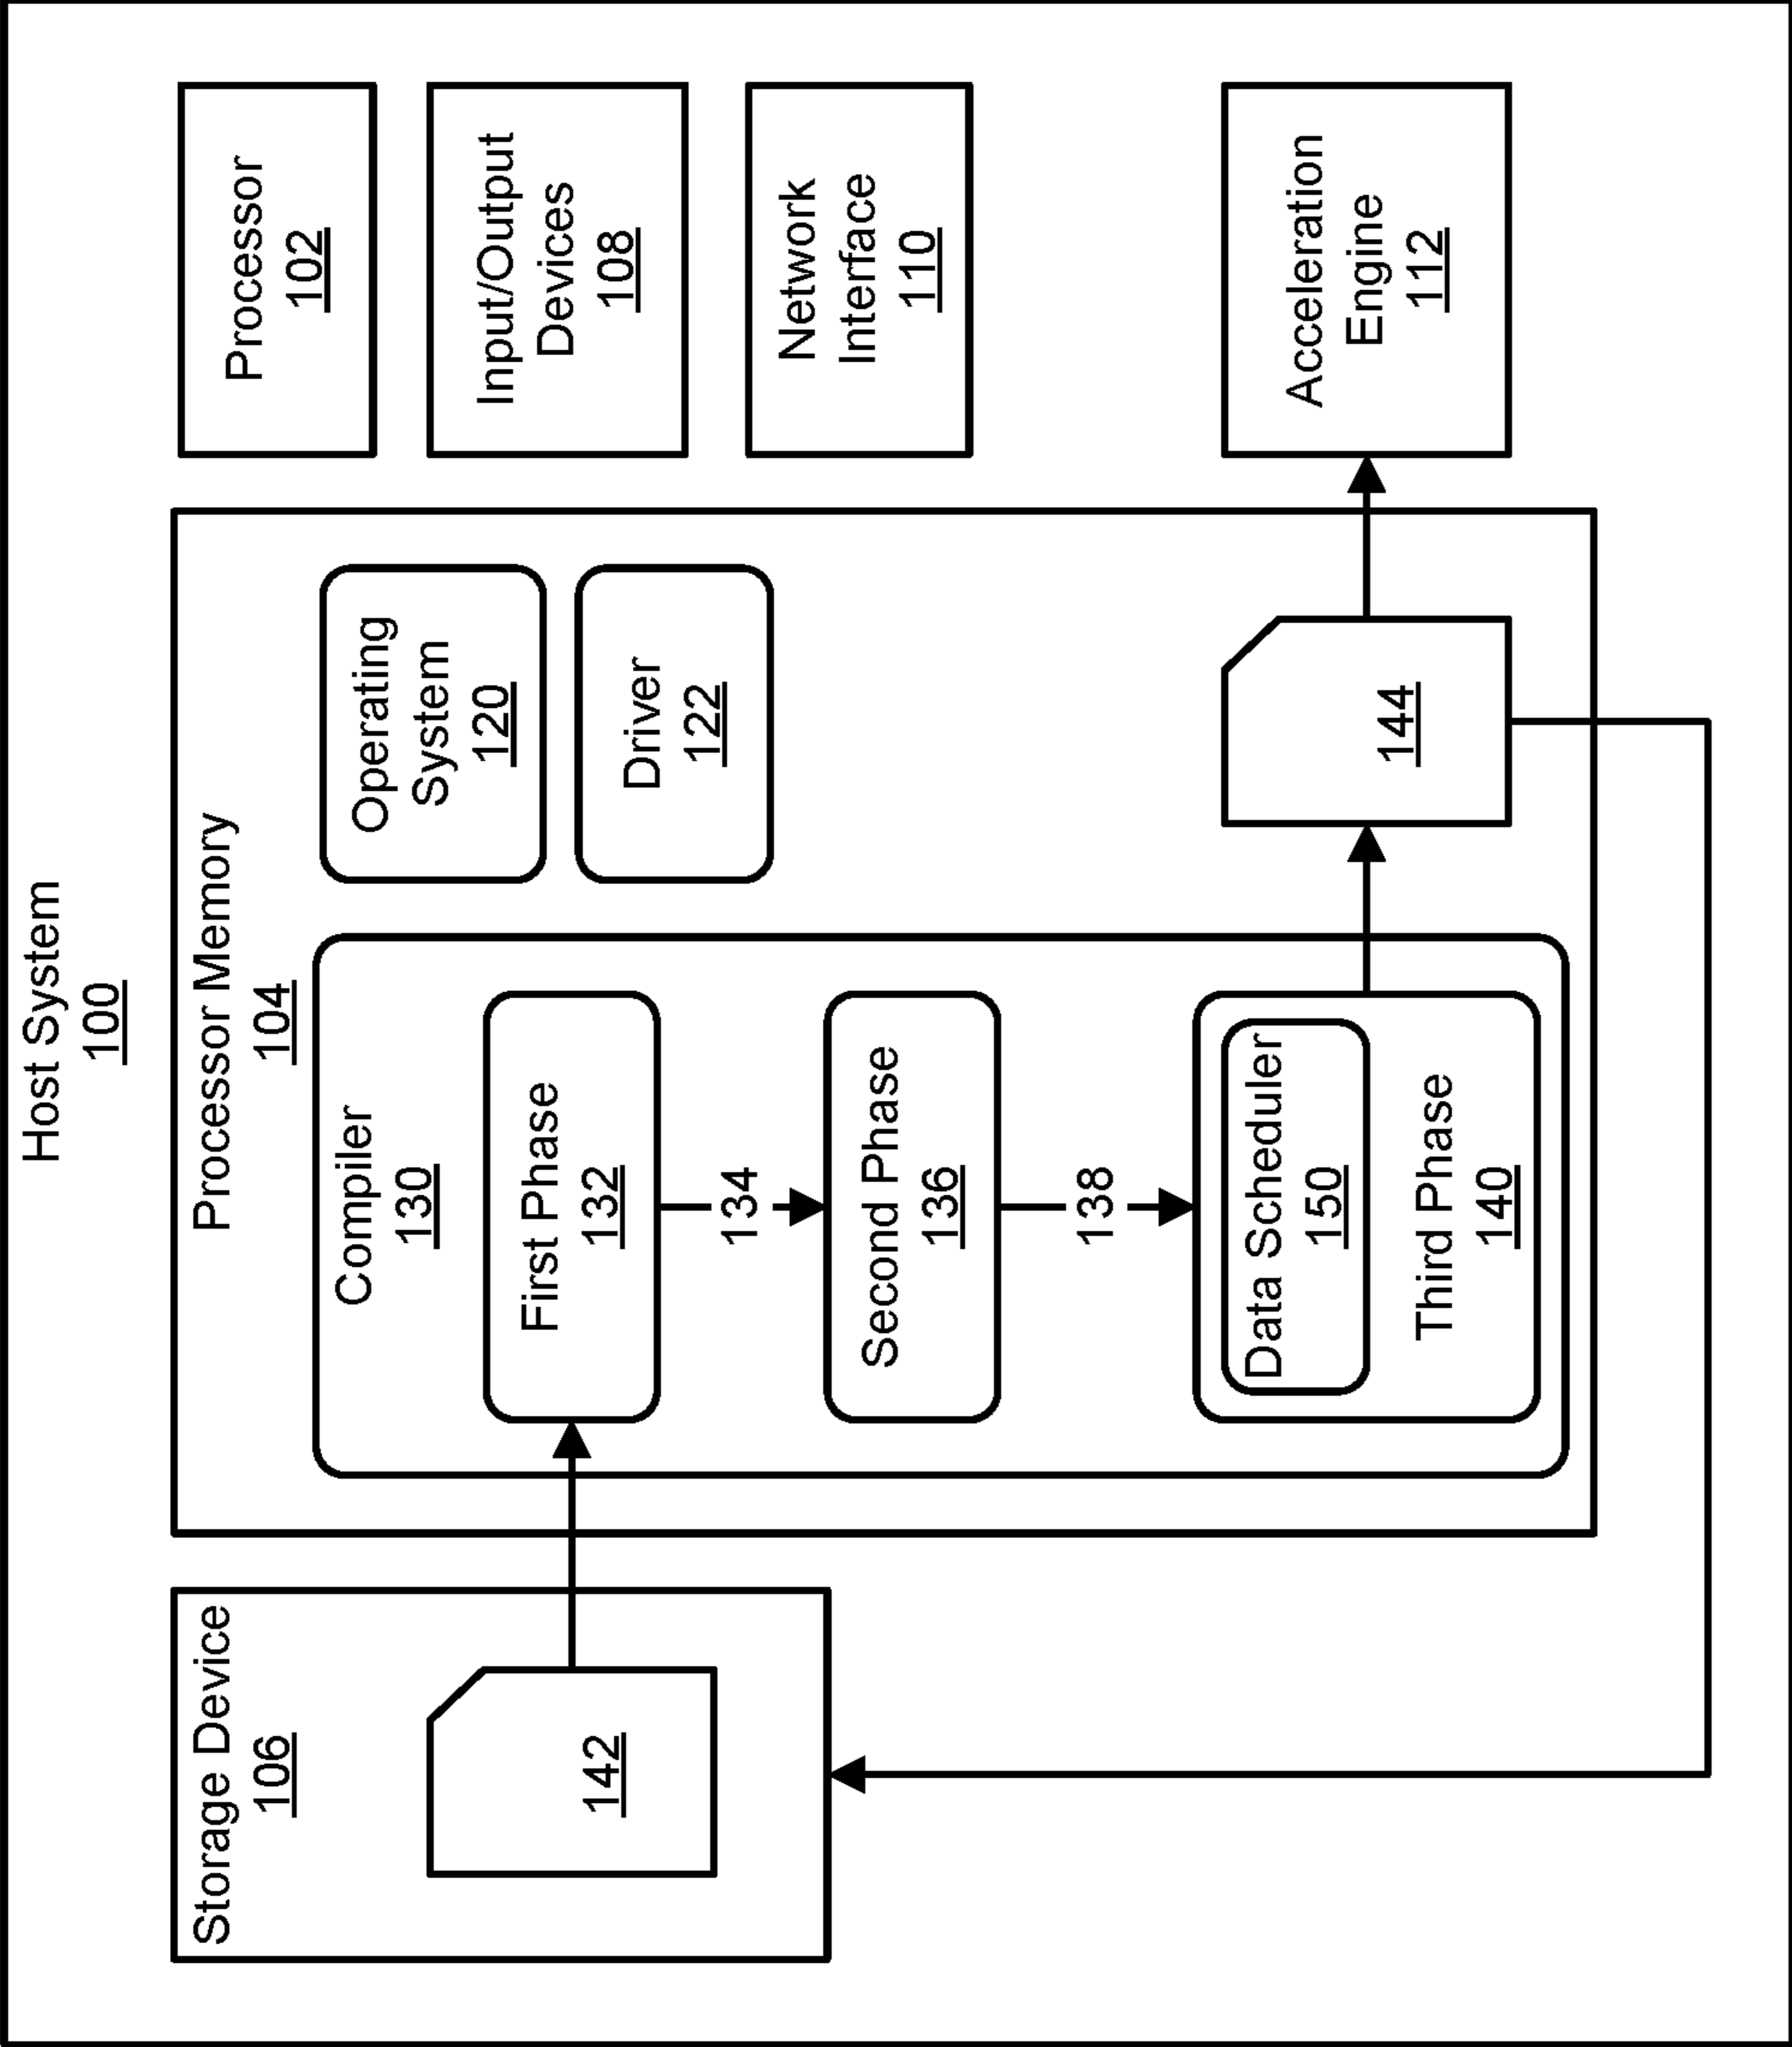 Host System
100
Storage Device
106
142
Processor Memory
104
Compiler
130
First Phase
132
134
Second Phase
136
138
Data Scheduler
150
Third Phase
140
Operating
System
120
Driver
122
144
Processor
102
Input/Output
Devices
108
Network
Interface
110
Acceleration
Engine
112